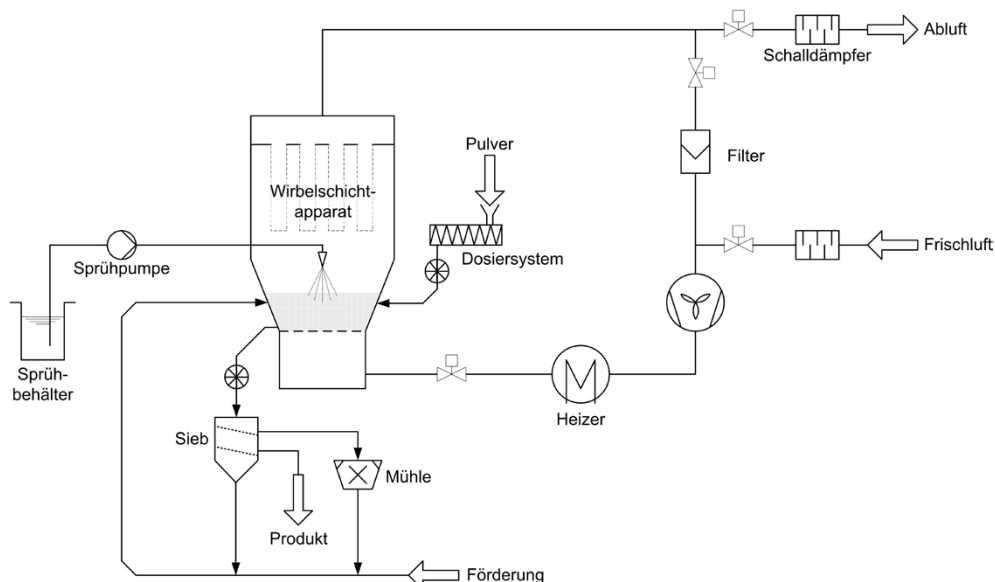 Abluft
Schalldämpfer
Pulver
Filter
Wirbelschicht-
apparat
Frischluft
Dosiersystem
Sprühpumpe
Sprüh-
behälter
Heizer
Sieb
Mühle
Produkt
Förderung